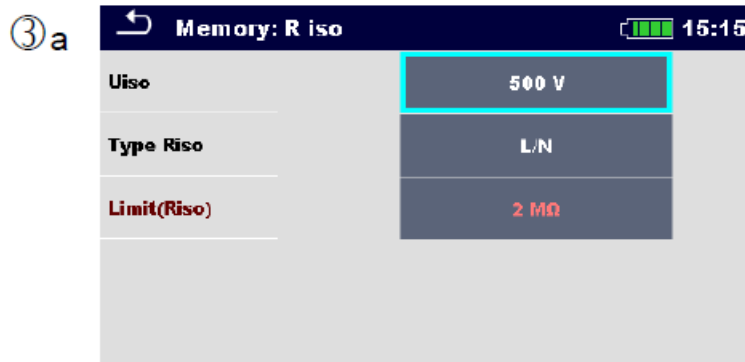 ③a
Memory: R iso 15:15
Uiso 500 V
Type Riso L/N
Limit(Riso) 2 MΩ